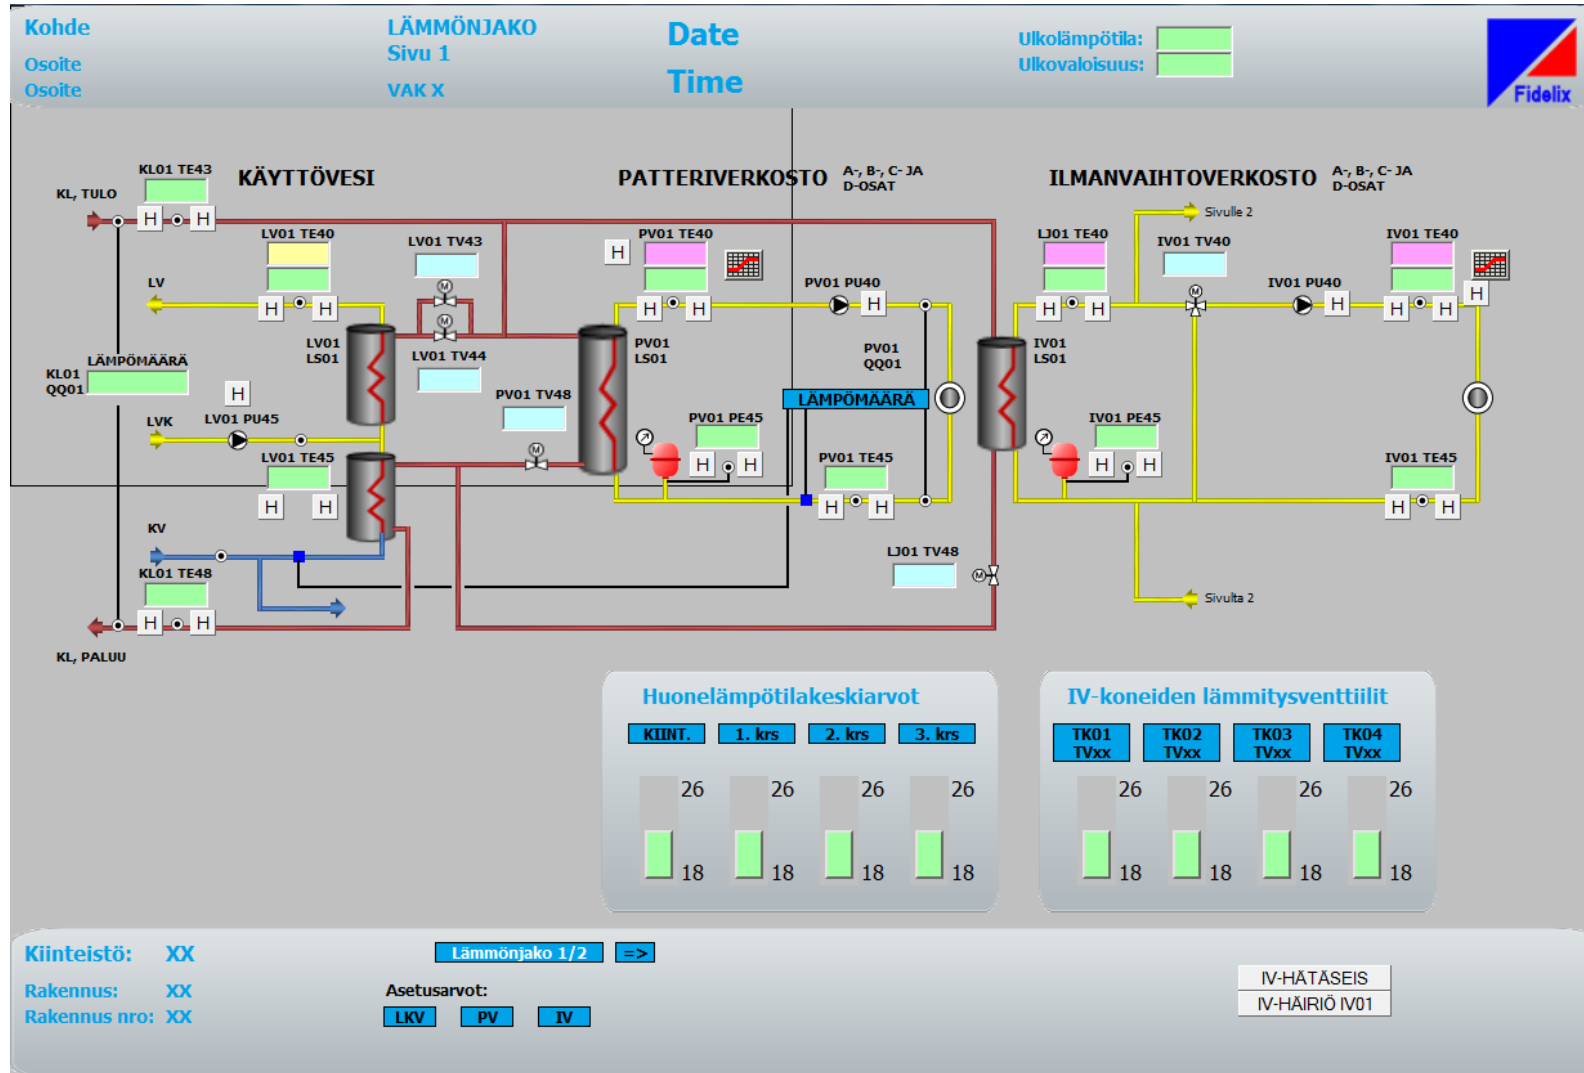 Kohde
Osoite
Osoite
LÄMMÖNJAKO
Sivu 1
VAK X
Date
Time
Ulkolämpötila:
Ulkovaloisuus:
Fidelix
KÄYTTÖVESI
PATTERIVERKOSTO
A-, B-, C- JA
D-OSAT
ILMANVAIHTOVERKOSTO
A-, B-, C- JA
D-OSAT
KL01 TE43
KL, TULO
H
H
LV01 TE40
LV
H
H
LV01 TV43
M
M
LV01 TV44
LV01
LS01
LÄMPÖMÄÄRÄ
KL01
QQ01
H
LVK
LV01 PU45
LV01 TE45
H
H
KV
KL01 TE48
H
H
KL, PALUU
PV01 TV48
M
H
PV01 TE40
H
H
PV01
LS01
PV01 PU40
H
PV01
QQ01
LÄMPÖMÄÄRÄ
PV01 PE45
H
H
PV01 TE45
H
H
LJ01 TV48
M
LJ01 TE40
H
H
Sivulle 2
IV01 TV40
M
IV01 PU40
H
IV01 TE40
H
H
H
IV01
LS01
IV01 PE45
H
H
IV01 TE45
H
H
Sivulta 2
Huonelämpötilakeskiarvot
KIINT.
1. krs
2. krs
3. krs
26
26
26
26
18
18
18
18
IV-koneiden lämmitysventtiilit
TK01
TVxx
TK02
TVxx
TK03
TVxx
TK04
TVxx
26
26
26
26
18
18
18
18
Kiinteistö: XX
Rakennus: XX
Rakennus nro: XX
Lämmönjako 1/2
=>
Asetusarvot:
LKV
PV
IV
IV-HÄTÄSEIS
IV-HÄIRIÖ IV01